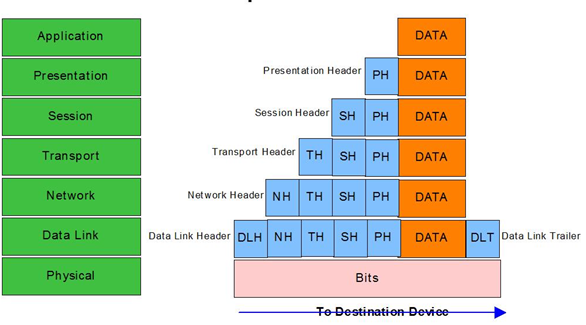 Application DATA
Presentation Presentation Header PH DATA
Session Session Header SH PH DATA
Transport Transport Header TH SH PH DATA
Network Network Header NH TH SH PH DATA
Data Link Data Link Header DLH NH TH SH PH DATA DLT Data Link Trailer
Physical Bits
To Destination Device